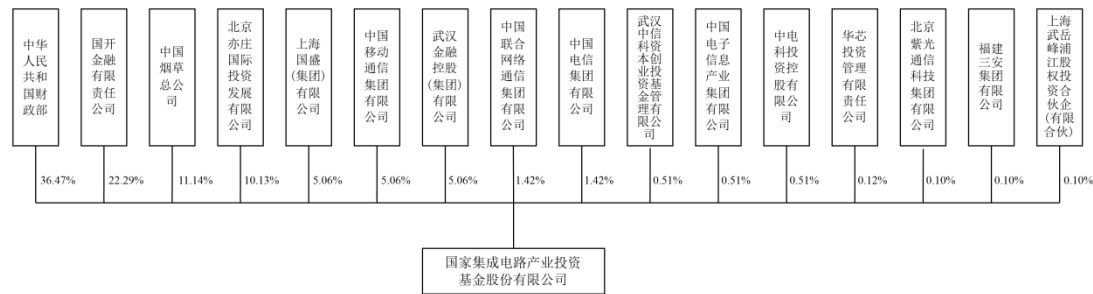 中华
人民
共和
国财
政部
国开
金融
有限
责任
公司
中国
烟草
总公
司
北京
亦庄
国际
投资
发展
有限
公司
上海
国盛
(集团)
有限
公司
中国
移动
通信
集团
有限
公司
武汉
金融
控股
(集团)
有限
公司
中国
联合
网络
通信
集团
有限
公司
中国
电信
集团
有限
公司
武汉
中信
科资
本创
业投
资基
金管
理有
限公
司
中国
电子
信息
产业
集团
有限
公司
中电
科投
资控
股有
限公
司
华芯
投资
管理
有限
责任
公司
北京
紫光
通信
科技
集团
有限
公司
福建
三安
集团
有限
公司
上海
武岳
峰浦
江股
权投
资合
伙企
(有限
合伙)
36.47%
22.29%
11.14%
10.13%
5.06%
5.06%
5.06%
1.42%
1.42%
0.51%
0.51%
0.51%
0.12%
0.10%
0.10%
0.10%
国家集成电路产业投资
基金股份有限公司